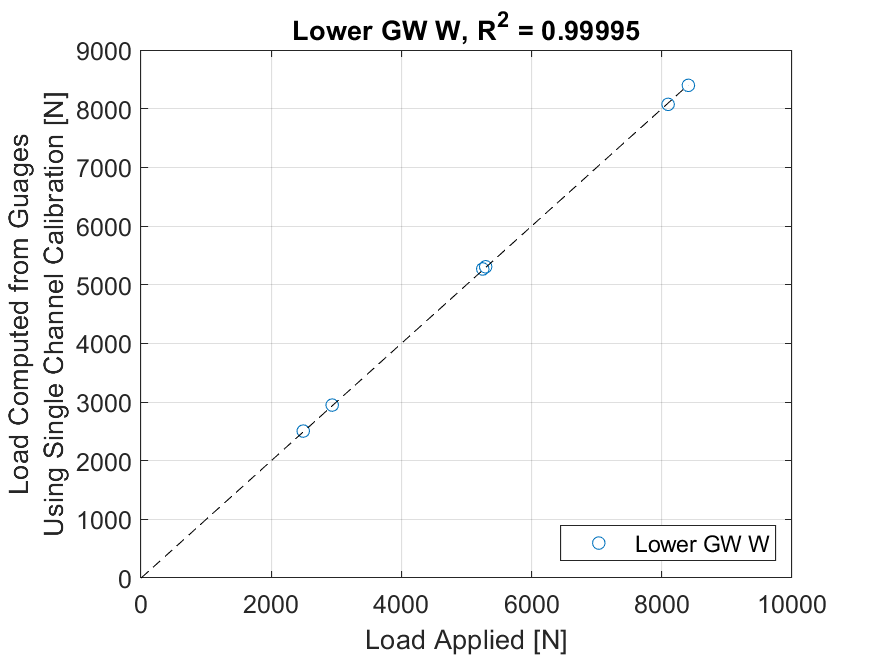 Lower GW W, R² = 0.99995
9000
8000
7000
6000
5000
4000
3000
2000
1000
0
Load Computed from Guages
Using Single Channel Calibration [N]
Lower GW W
0 2000 4000 6000 8000 10000
Load Applied [N]